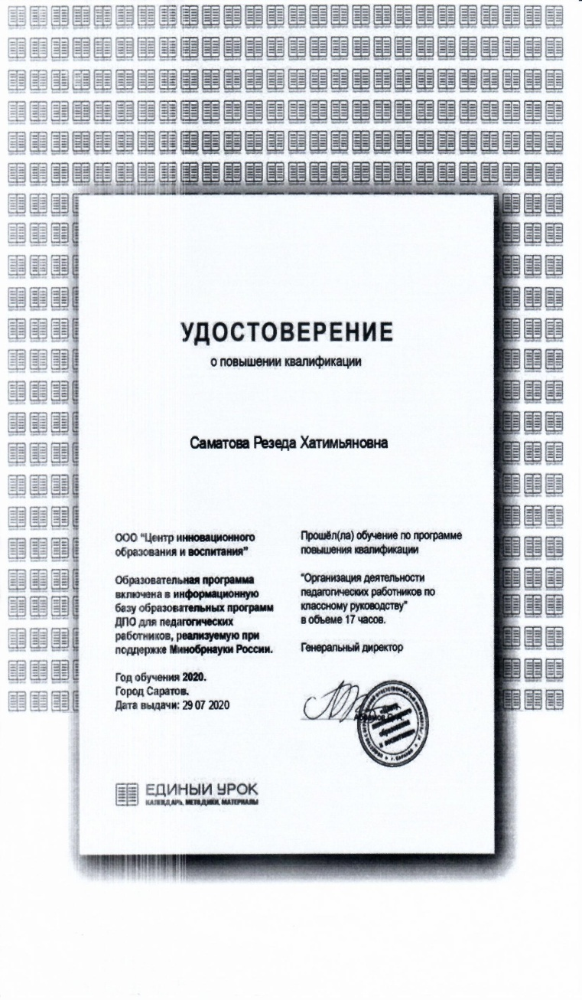 УДОСТОВЕРЕНИЕ
о повышении квалификации
Саматова Резеда Хатимьяновна
ООО "Центр инновационного
образования и воспитания"
Образовательная программа
включена в информационную
базу образовательных программ
ДПО для педагогических
работников, реализуемую при
поддержке Минобрнауки России.
Год обучения 2020.
Город Саратов.
Дата выдачи: 29 07 2020
Прошёл(ла) обучение по программе
повышения квалификации
"Организация деятельности
педагогических работников по
классному руководству"
в объеме 17 часов.
Генеральный директор
ЕДИНЫЙ УРОК
КАЛЕНДАРЬ, МЕТОДИКИ, МАТЕРИАЛЫ